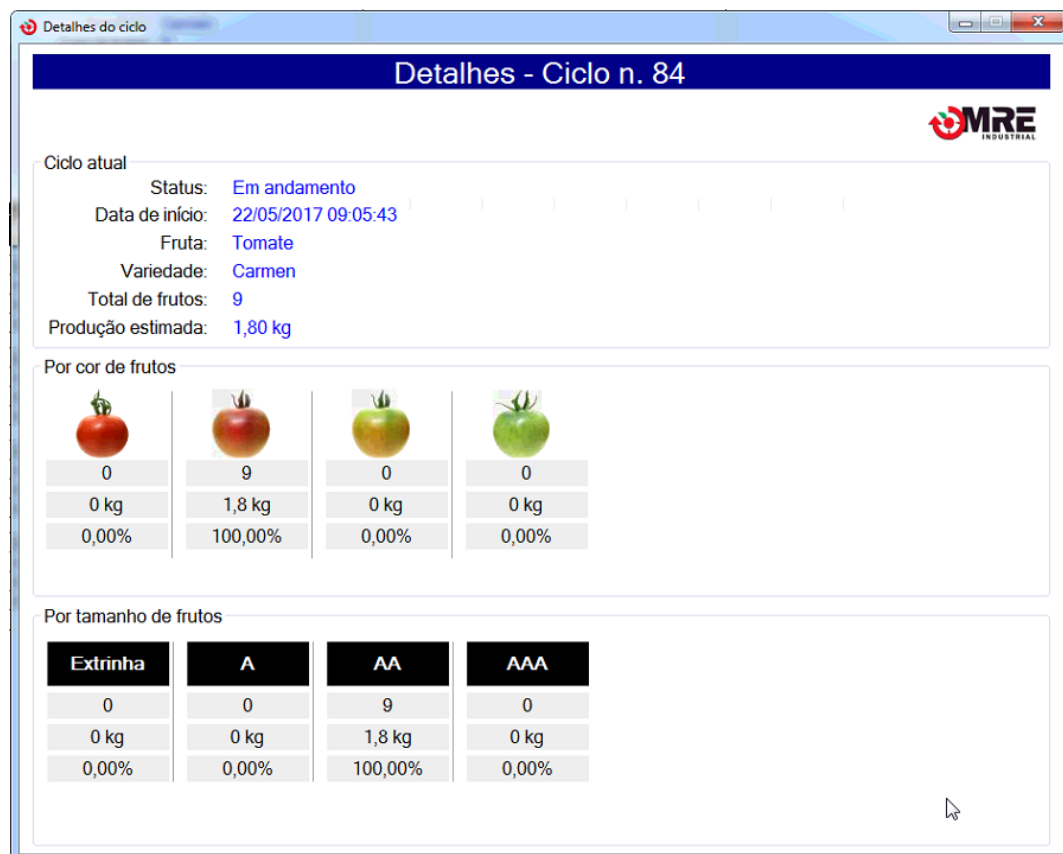 Detalhes do ciclo
Detalhes - Ciclo n. 84
MRE
INDUSTRIAL
Ciclo atual
Status: Em andamento
Data de início: 22/05/2017 09:05:43
Fruta: Tomate
Variedade: Carmen
Total de frutos: 9
Produção estimada: 1,80 kg
Por cor de frutos
0 9 0 0
0 kg 1,8 kg 0 kg 0 kg
0,00% 100,00% 0,00% 0,00%
Por tamanho de frutos
Extrinha A AA AAA
0 0 9 0
0 kg 0 kg 1,8 kg 0 kg
0,00% 0,00% 100,00% 0,00%